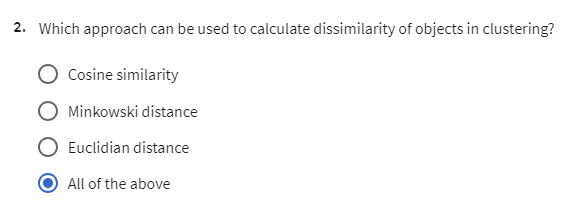 2. Which approach can be used to calculate dissimilarity of objects in clustering?
Cosine similarity
Minkowski distance
Euclidian distance
All of the above